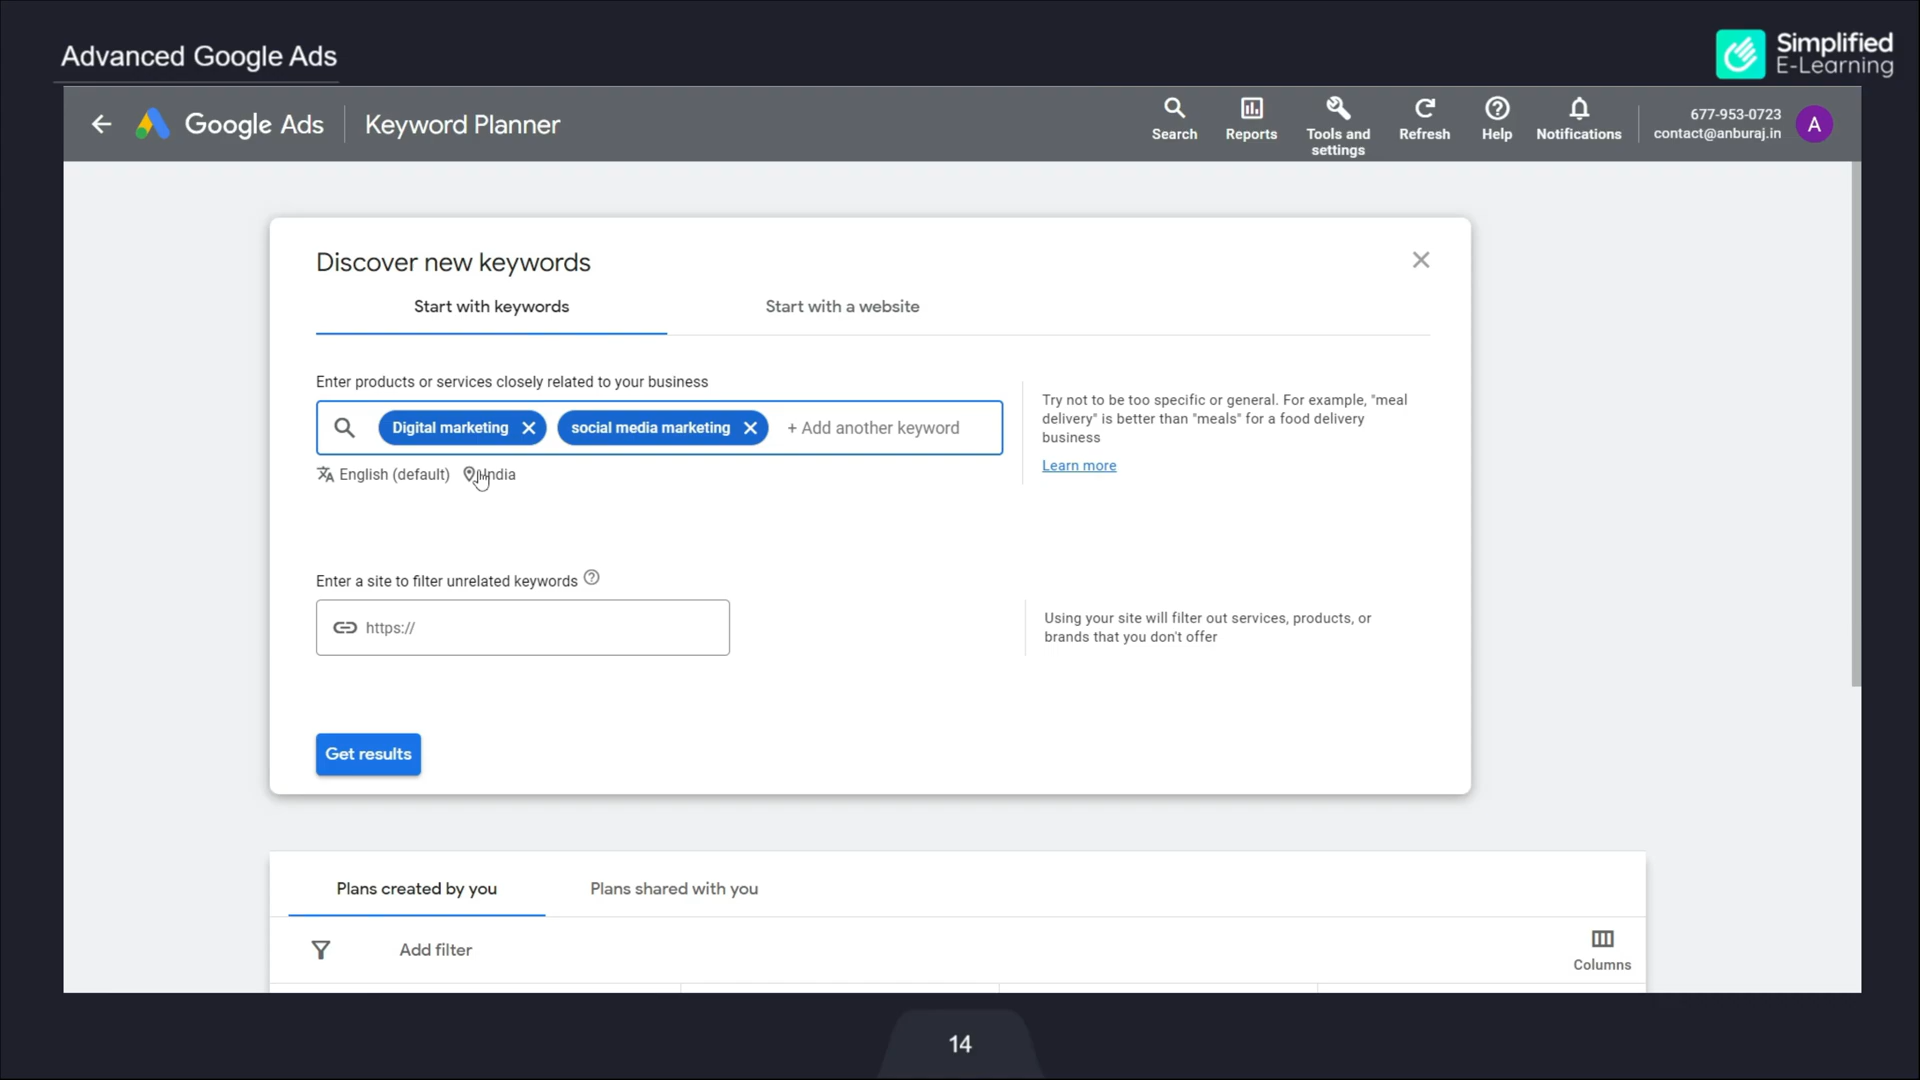 Advanced Google Ads
Simplified
E-Learning
Google Ads
Keyword Planner
Search
Reports
Tools and
settings
Refresh
Help
Notifications
677-953-0723
contact@anburaj.in
A
Discover new keywords
Start with keywords
Start with a website
Enter products or services closely related to your business
Digital marketing
social media marketing
+ Add another keyword
English (default)
India
Try not to be too specific or general. For example, "meal
delivery" is better than "meals" for a food delivery
business
Learn more
Enter a site to filter unrelated keywords
https://
Using your site will filter out services, products, or
brands that you don't offer
Get results
Plans created by you
Plans shared with you
Add filter
Columns
14